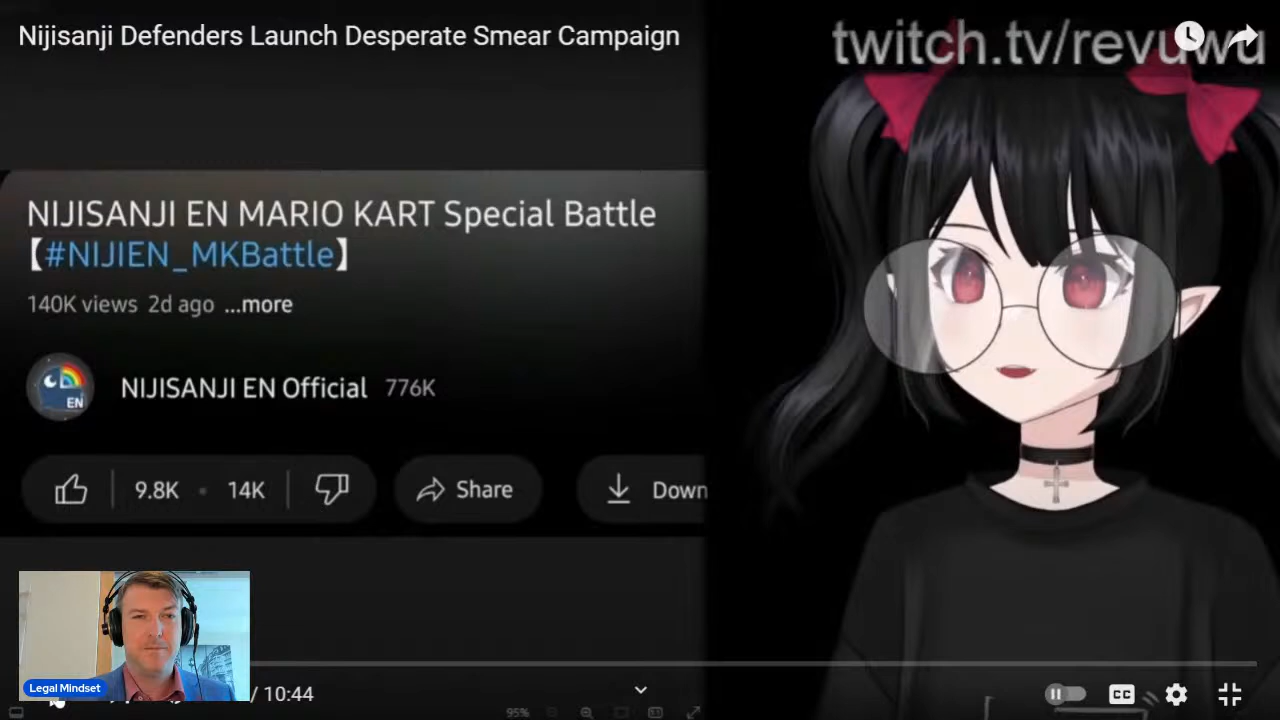 Nijisanji Defenders Launch Desperate Smear Campaign
twitch.tv/revuwu
NIJISANJI EN MARIO KART Special Battle
【#NIJIEN_MKBattle】
140K views 2d ago ...more
EN
NIJISANJI EN Official 776K
9.8K • 14K
Share
Down
Legal Mindset
/ 10:44
CC
95%